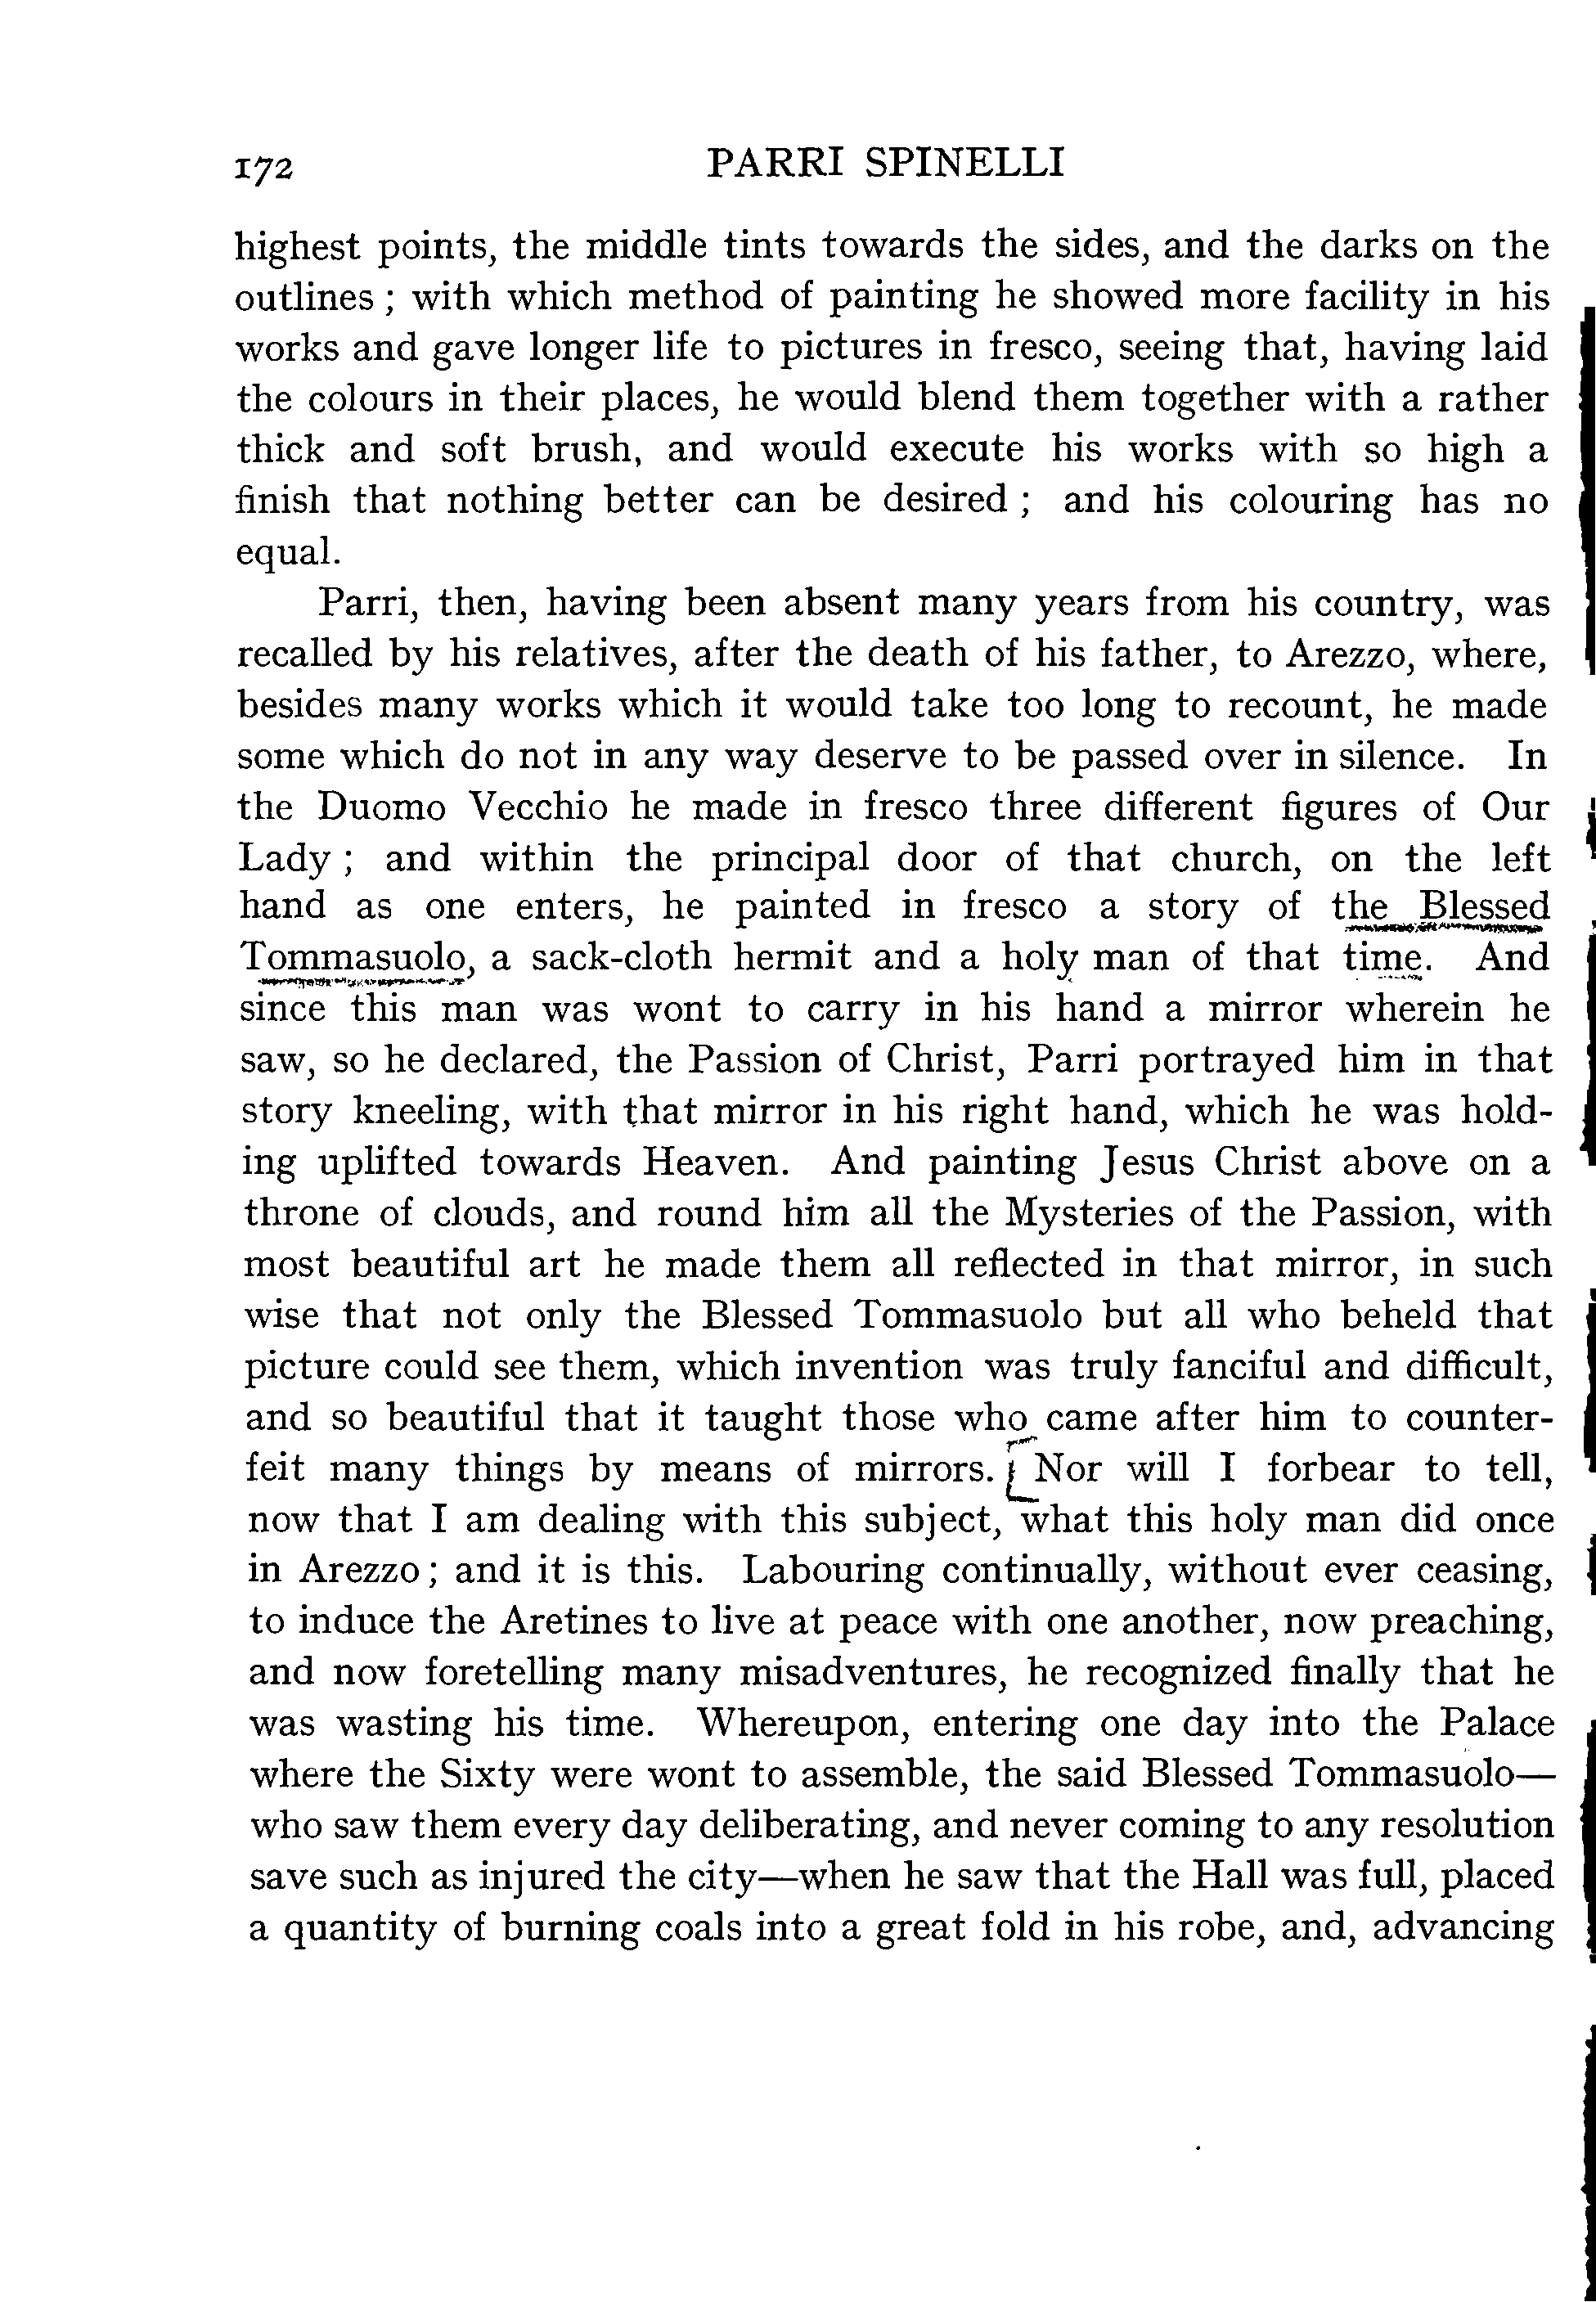 172 PARRI SPINELLI
highest points, the middle tints towards the sides, and the darks on the
outlines ; with which method of painting he showed more facility in his
works and gave longer life to pictures in fresco, seeing that, having laid
the colours in their places, he would blend them together with a rather
thick and soft brush, and would execute his works with so high a
finish that nothing better can be desired ; and his colouring has no
equal.
Parri, then, having been absent many years from his country, was
recalled by his relatives, after the death of his father, to Arezzo, where,
besides many works which it would take too long to recount, he made
some which do not in any way deserve to be passed over in silence. In
the Duomo Vecchio he made in fresco three different figures of Our
Lady ; and within the principal door of that church, on the left
hand as one enters, he painted in fresco a story of the Blessed
Tommasuolo, a sack-cloth hermit and a holy man of that time. And
since this man was wont to carry in his hand a mirror wherein he
saw, so he declared, the Passion of Christ, Parri portrayed him in that
story kneeling, with that mirror in his right hand, which he was hold-
ing uplifted towards Heaven. And painting Jesus Christ above on a
throne of clouds, and round him all the Mysteries of the Passion, with
most beautiful art he made them all reflected in that mirror, in such
wise that not only the Blessed Tommasuolo but all who beheld that
picture could see them, which invention was truly fanciful and difficult,
and so beautiful that it taught those who came after him to counter-
feit many things by means of mirrors. [Nor will I forbear to tell,
now that I am dealing with this subject, what this holy man did once
in Arezzo ; and it is this. Labouring continually, without ever ceasing,
to induce the Aretines to live at peace with one another, now preaching,
and now foretelling many misadventures, he recognized finally that he
was wasting his time. Whereupon, entering one day into the Palace
where the Sixty were wont to assemble, the said Blessed Tommasuolo—
who saw them every day deliberating, and never coming to any resolution
save such as injured the city—when he saw that the Hall was full, placed
a quantity of burning coals into a great fold in his robe, and, advancing